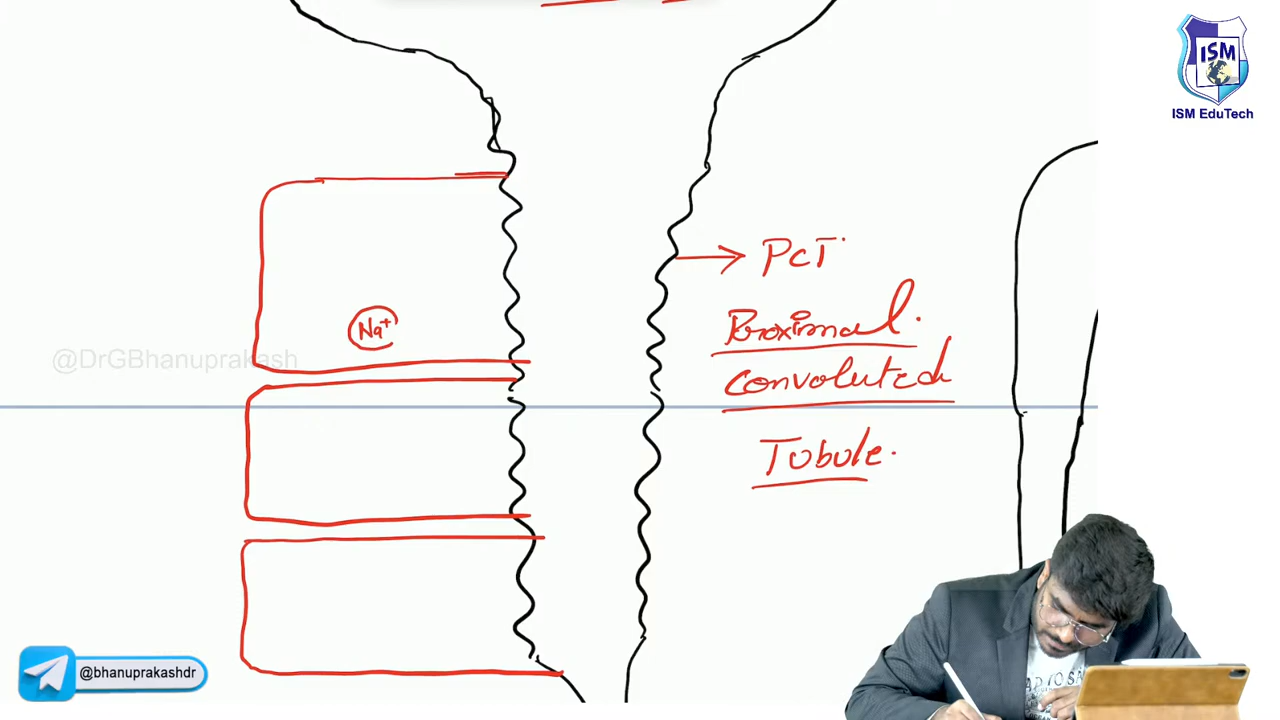 ISM
ISM EduTech
PCT.
Proximal.
Convoluted
Tubule.
Na+
@DrGBhanuprakash
@bhanuprakashdr